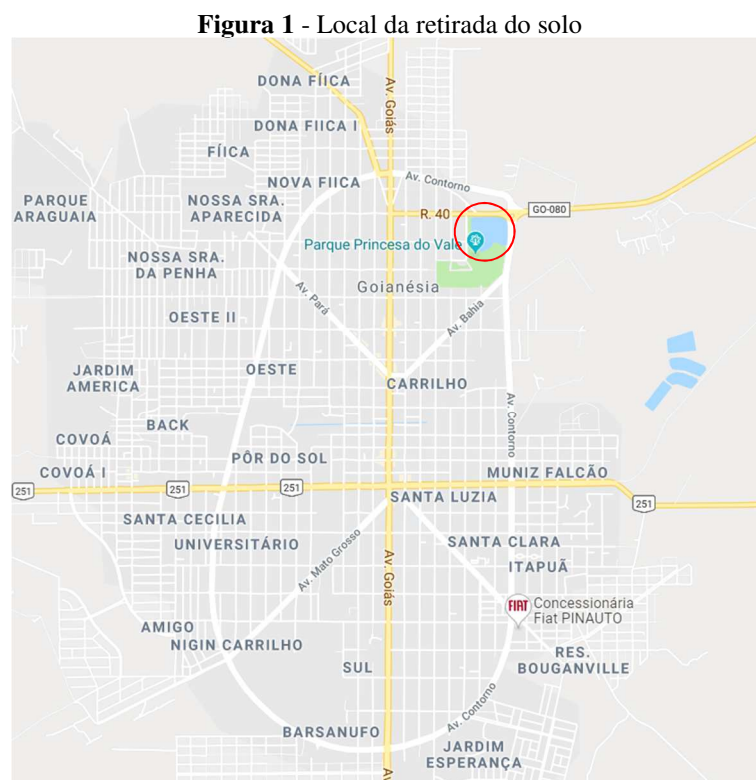 Figura 1 - Local da retirada do solo
DONA FÍICA
Av. Goiás
DONA FIICA I
FÍICA
NOVA FIICA
Av. Contorno
PARQUE
ARAGUAIA
NOSSA SRA.
APARECIDA
R. 40
GO-080
Parque Princesa do Vale
NOSSA SRA.
DA PENHA
Goianésia
Av. Pará
Av. Bahia
OESTE II
JARDIM
AMERICA
OESTE
CARRILHO
Av. Contorno
BACK
COVOÁ
PÔR DO SOL
COVOÁ I
MUNIZ FALCÃO
251
251
251
SANTA LUZIA
251
SANTA CECILIA
UNIVERSITÁRIO
Av. Mato Grosso
SANTA CLARA
ITAPUÃ
Av. Goiás
FIAT
Concessionária
Fiat PINAUTO
AMIGO
NIGIN CARRILHO
SUL
RES.
BOUGANVILLE
Av. Contorno
BARSANUFO
JARDIM
ESPERANÇA
Av